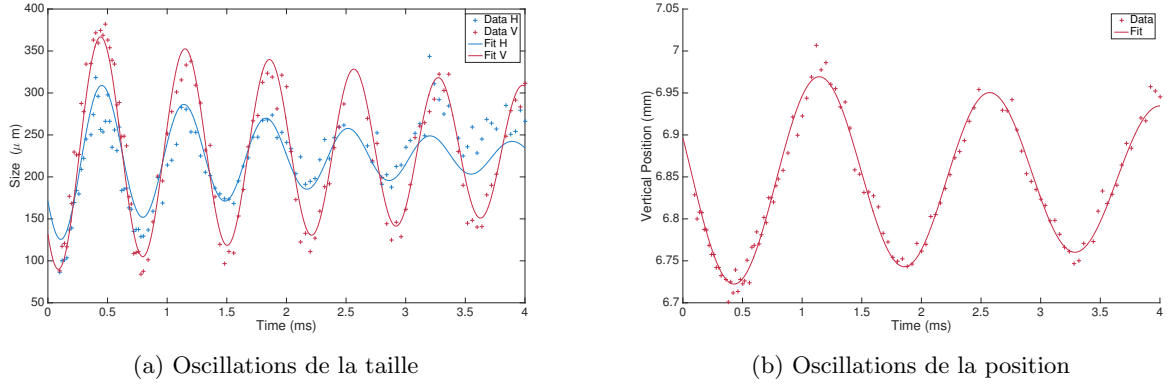 400
350
300
250
200
150
100
50
Size (μ m)
0 0.5 1 1.5 2 2.5 3 3.5 4
Time (ms)
Data H
Data V
Fit H
Fit V
(a) Oscillations de la taille
7.05
7
6.95
6.9
6.85
6.8
6.75
6.7
Vertical Position (mm)
0 0.5 1 1.5 2 2.5 3 3.5 4
Time (ms)
Data
Fit
(b) Oscillations de la position